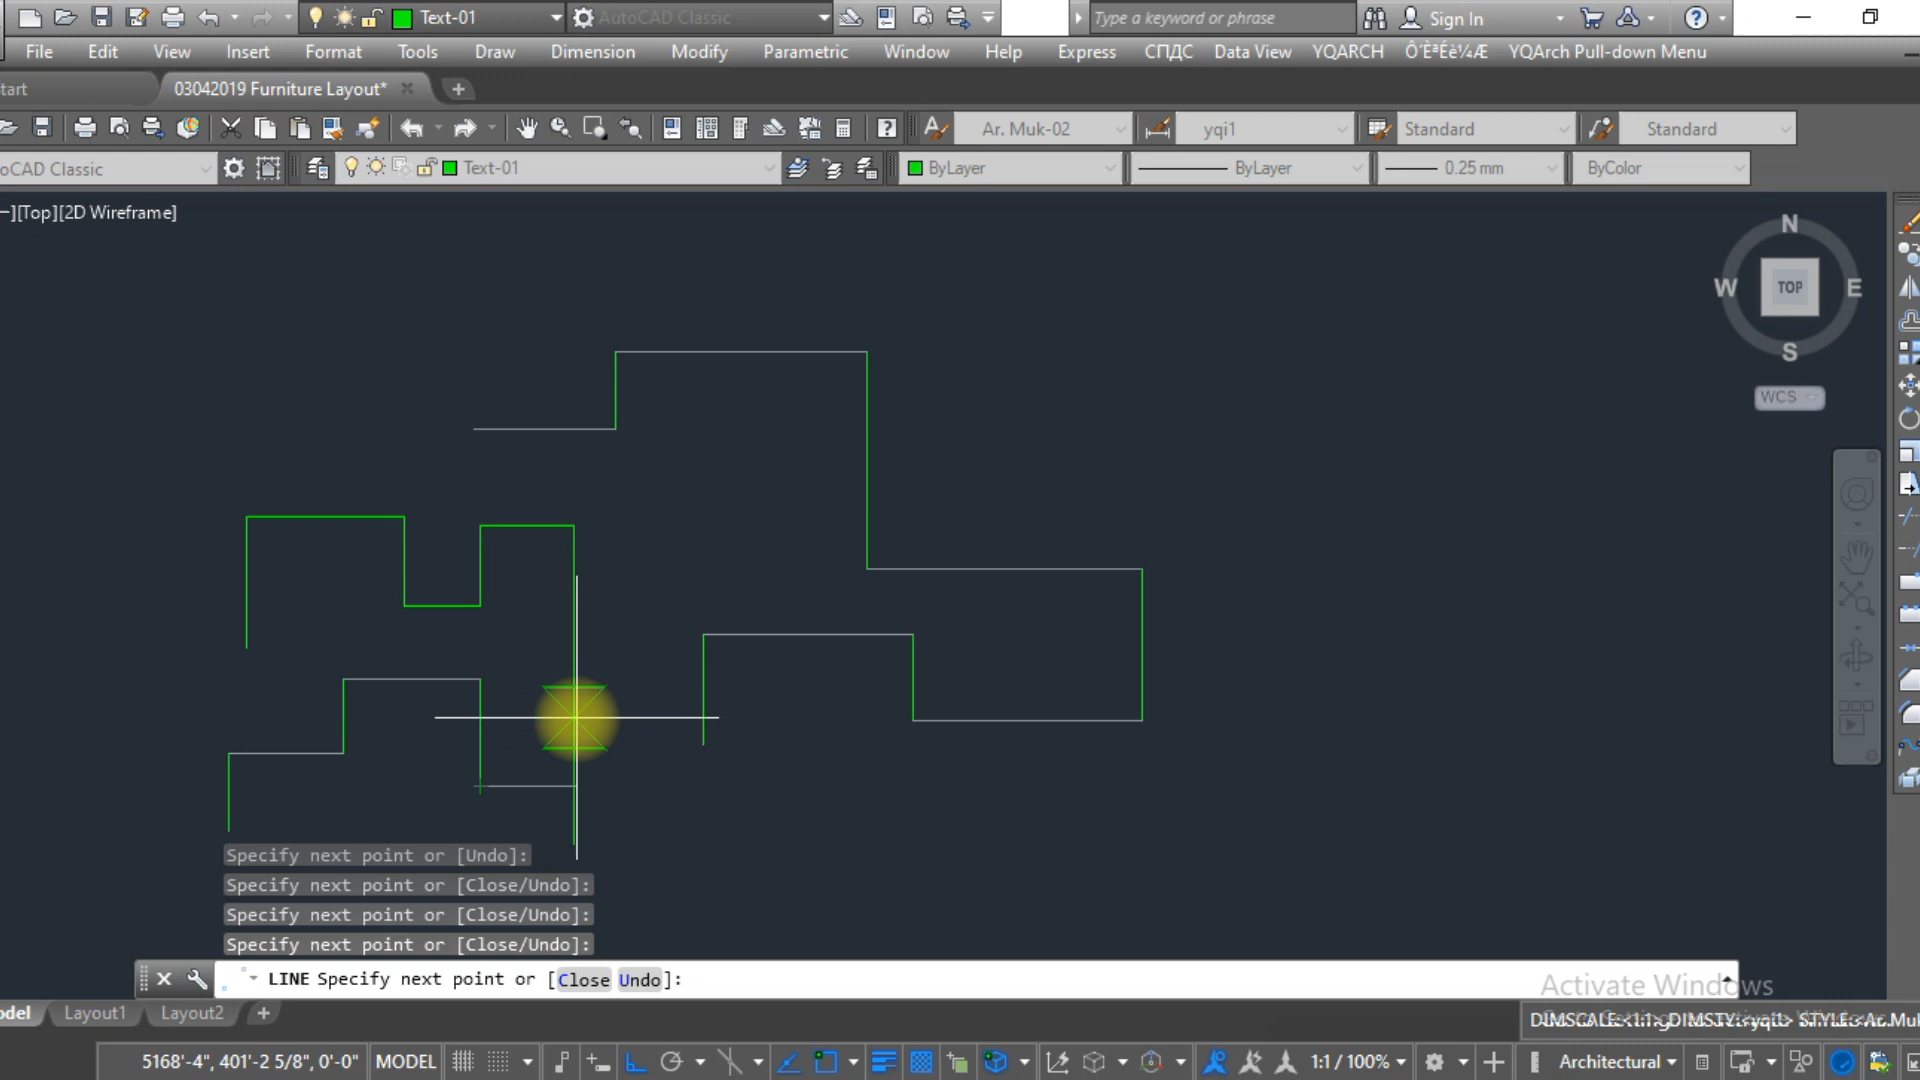 Text-01
AutoCAD Classic
Type a keyword or phrase
Sign In
File Edit View Insert Format Tools Draw Dimension Modify Parametric Window Help Express СПДС Data View YQARCH Ô´ÈªÉè¼Æ YQArch Pull-down Menu
tart
03042019 Furniture Layout*
Ar. Muk-02
yqi1
Standard
Standard
oCAD Classic
Text-01
ByLayer
ByLayer
0.25 mm
ByColor
−][Top][2D Wireframe]
N
W
TOP
E
S
WCS
Specify next point or [Undo]:
Specify next point or [Close/Undo]:
Specify next point or [Close/Undo]:
Specify next point or [Close/Undo]:
LINE Specify next point or [Close Undo]:
Activate Windows
odel Layout1 Layout2
5168'-4", 401'-2 5/8", 0'-0" MODEL
1:1 / 100%
Architectural